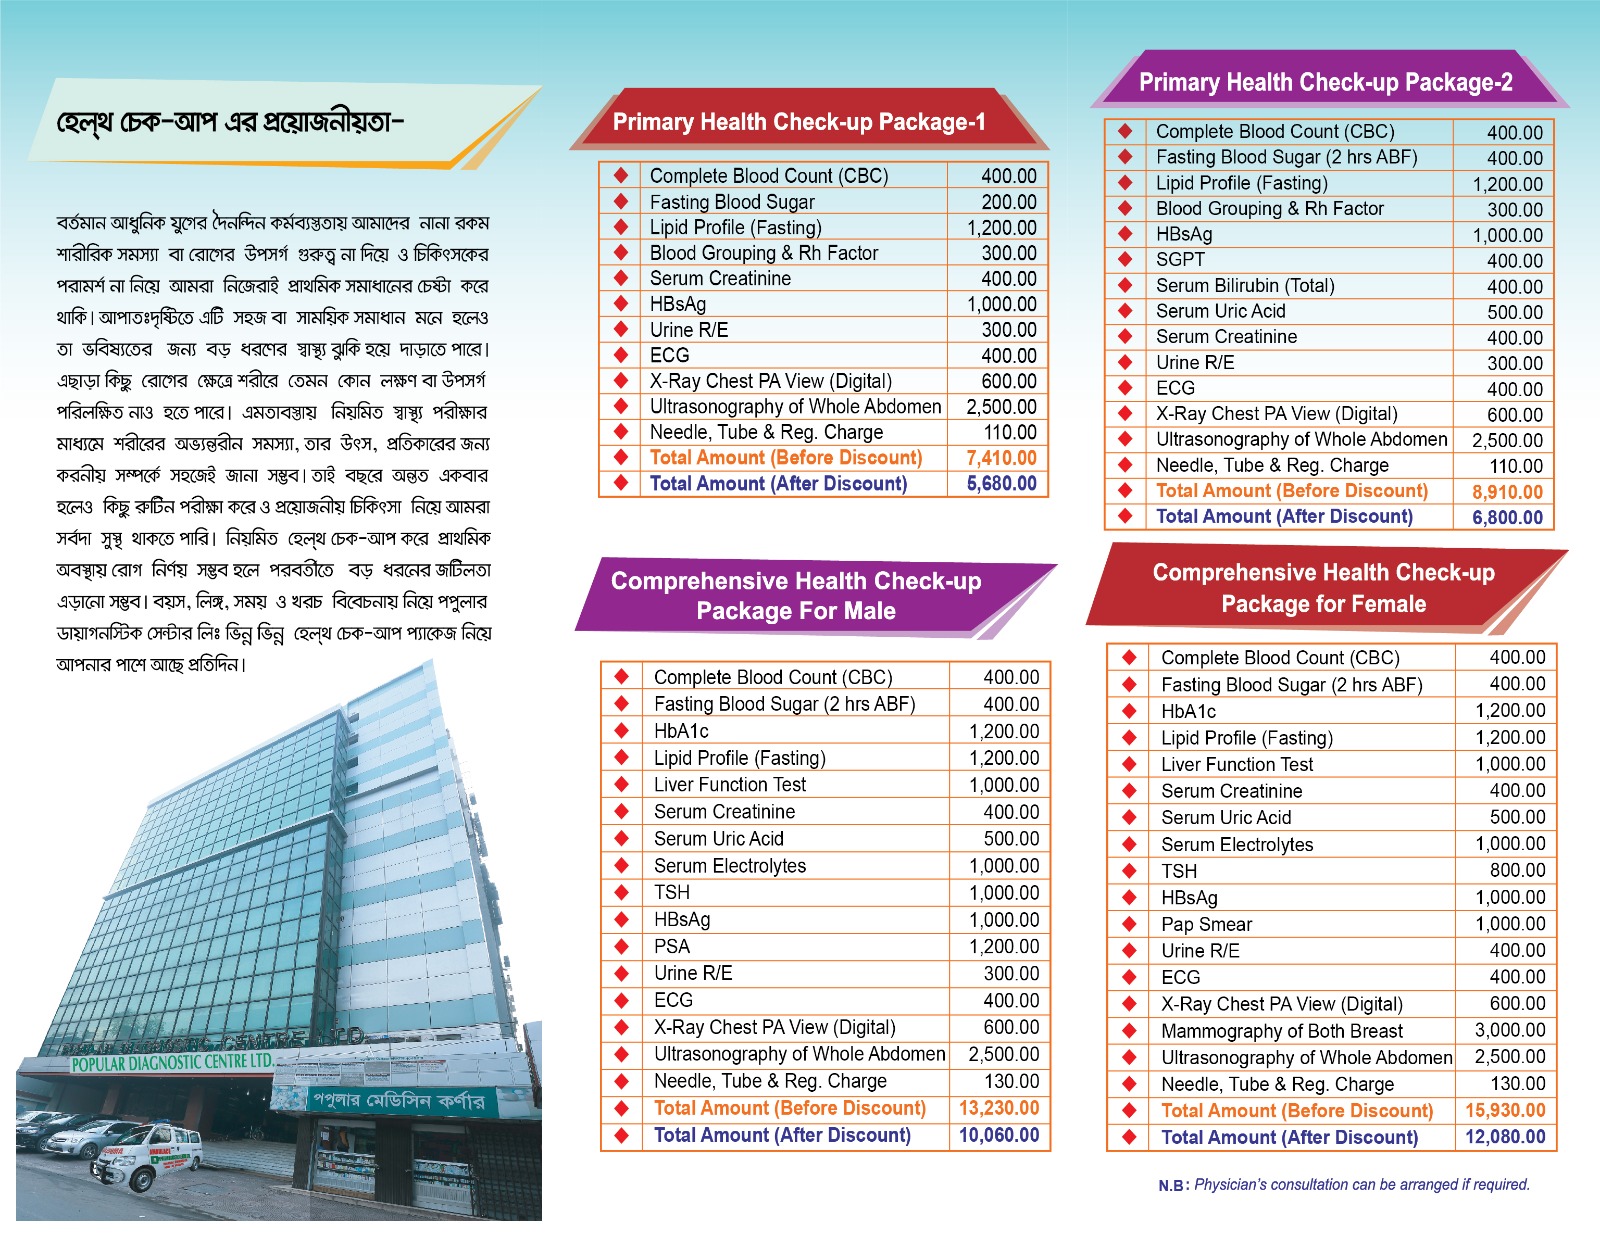 হেল্থ চেক-আপ এর প্রয়োজনীয়তা-
বর্তমান আধুনিক যুগের দৈনন্দিন কর্মব্যস্ততায় আমাদের নানা রকম
শারীরিক সমস্যা বা রোগের উপসর্গ গুরুত্ব না দিয়ে ও চিকিৎসকের
পরামর্শ না নিয়ে আমরা নিজেরাই প্রাথমিক সমাধানের চেষ্টা করে
থাকি। আপাতঃদৃষ্টিতে এটি সহজ বা সাময়িক সমাধান মনে হলেও
তা ভবিষ্যতের জন্য বড় ধরণের স্বাস্থ্য ঝুকি হয়ে দাড়াতে পারে।
এছাড়া কিছু রোগের ক্ষেত্রে শরীরে তেমন কোন লক্ষণ বা উপসর্গ
পরিলক্ষিত নাও হতে পারে। এমতাবস্তায় নিয়মিত স্বাস্থ্য পরীক্ষার
মাধ্যমে শরীরের অভ্যন্তরীন সমস্যা, তার উৎস, প্রতিকারের জন্য
করনীয় সম্পর্কে সহজেই জানা সম্ভব। তাই বছরে অন্তত একবার
হলেও কিছু রুটিন পরীক্ষা করে ও প্রয়োজনীয় চিকিৎসা নিয়ে আমরা
সর্বদা সুস্থ থাকতে পারি। নিয়মিত হেল্থ চেক-আপ করে প্রাথমিক
অবস্থায় রোগ নির্ণয় সম্ভব হলে পরবর্তীতে বড় ধরনের জটিলতা
এড়ানো সম্ভব। বয়স, লিঙ্গ, সময় ও খরচ বিবেচনায় নিয়ে পপুলার
ডায়াগনস্টিক সেন্টার লিঃ ভিন্ন ভিন্ন হেল্থ চেক-আপ প্যাকেজ নিয়ে
আপনার পাশে আছে প্রতিদিন।
POPULAR DIAGNOSTIC CENTRE LTD.
পপুলার মেডিসিন কর্ণার
Primary Health Check-up Package-1
Complete Blood Count (CBC) 400.00
Fasting Blood Sugar 200.00
Lipid Profile (Fasting) 1,200.00
Blood Grouping & Rh Factor 300.00
Serum Creatinine 400.00
HBsAg 1,000.00
Urine R/E 300.00
ECG 400.00
X-Ray Chest PA View (Digital) 600.00
Ultrasonography of Whole Abdomen 2,500.00
Needle, Tube & Reg. Charge 110.00
Total Amount (Before Discount) 7,410.00
Total Amount (After Discount) 5,680.00
Comprehensive Health Check-up
Package For Male
Complete Blood Count (CBC) 400.00
Fasting Blood Sugar (2 hrs ABF) 400.00
HbA1c 1,200.00
Lipid Profile (Fasting) 1,200.00
Liver Function Test 1,000.00
Serum Creatinine 400.00
Serum Uric Acid 500.00
Serum Electrolytes 1,000.00
TSH 1,000.00
HBsAg 1,000.00
PSA 1,200.00
Urine R/E 300.00
ECG 400.00
X-Ray Chest PA View (Digital) 600.00
Ultrasonography of Whole Abdomen 2,500.00
Needle, Tube & Reg. Charge 130.00
Total Amount (Before Discount) 13,230.00
Total Amount (After Discount) 10,060.00
Primary Health Check-up Package-2
Complete Blood Count (CBC) 400.00
Fasting Blood Sugar (2 hrs ABF) 400.00
Lipid Profile (Fasting) 1,200.00
Blood Grouping & Rh Factor 300.00
HBsAg 1,000.00
SGPT 400.00
Serum Bilirubin (Total) 400.00
Serum Uric Acid 500.00
Serum Creatinine 400.00
Urine R/E 300.00
ECG 400.00
X-Ray Chest PA View (Digital) 600.00
Ultrasonography of Whole Abdomen 2,500.00
Needle, Tube & Reg. Charge 110.00
Total Amount (Before Discount) 8,910.00
Total Amount (After Discount) 6,800.00
Comprehensive Health Check-up
Package for Female
Complete Blood Count (CBC) 400.00
Fasting Blood Sugar (2 hrs ABF) 400.00
HbA1c 1,200.00
Lipid Profile (Fasting) 1,200.00
Liver Function Test 1,000.00
Serum Creatinine 400.00
Serum Uric Acid 500.00
Serum Electrolytes 1,000.00
TSH 800.00
HBsAg 1,000.00
Pap Smear 1,000.00
Urine R/E 400.00
ECG 400.00
X-Ray Chest PA View (Digital) 600.00
Mammography of Both Breast 3,000.00
Ultrasonography of Whole Abdomen 2,500.00
Needle, Tube & Reg. Charge 130.00
Total Amount (Before Discount) 15,930.00
Total Amount (After Discount) 12,080.00
N.B : Physician's consultation can be arranged if required.